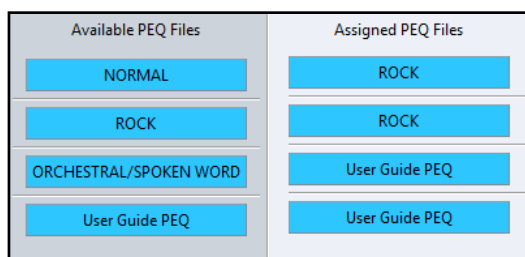 Available PEQ Files
NORMAL
ROCK
ORCHESTRAL/SPOKEN WORD
User Guide PEQ
Assigned PEQ Files
ROCK
ROCK
User Guide PEQ
User Guide PEQ